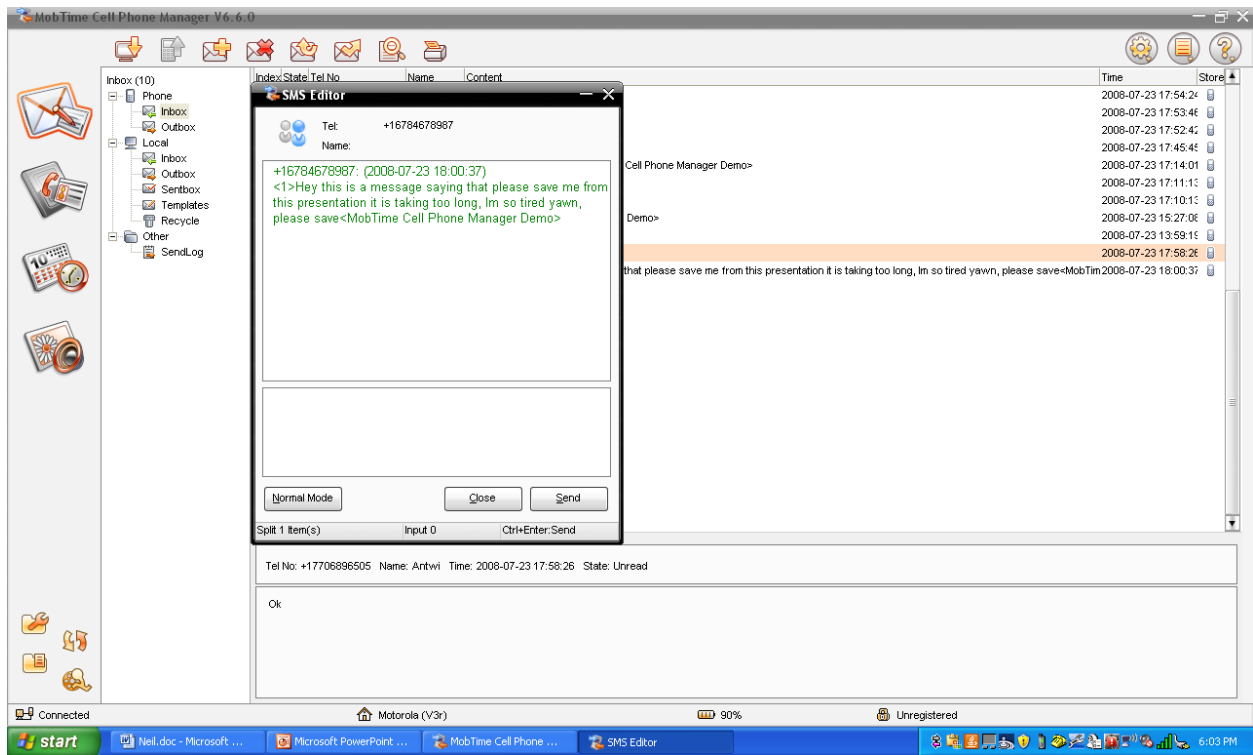 MobTime Cell Phone Manager V6.6.0
Inbox (10)
Phone
Inbox
Outbox
Local
Inbox
Outbox
Sentbox
Templates
Recycle
Other
SendLog
Index State Tel No Name Content Time Store
2008-07-23 17:54:24
2008-07-23 17:53:46
2008-07-23 17:52:42
2008-07-23 17:45:45
Cell Phone Manager Demo> 2008-07-23 17:14:01
2008-07-23 17:11:13
2008-07-23 17:10:13
Demo> 2008-07-23 15:27:08
2008-07-23 13:59:19
2008-07-23 17:58:26
that please save me from this presentation it is taking too long, Im so tired yawn, please save<MobTim 2008-07-23 18:00:37
SMS Editor
Tel: +16784678987
Name:
+16784678987: (2008-07-23 18:00:37)
<1>Hey this is a message saying that please save me from
this presentation it is taking too long, Im so tired yawn,
please save<MobTime Cell Phone Manager Demo>
Normal Mode Close Send
Split 1 Item(s) Input 0 Ctrl+Enter:Send
Tel No: +17706896505 Name: Antwi Time: 2008-07-23 17:58:26 State: Unread
Ok
Connected Motorola (V3r) 90% Unregistered
start Neil.doc - Microsoft ... Microsoft PowerPoint ... MobTime Cell Phone ... SMS Editor 6:03 PM